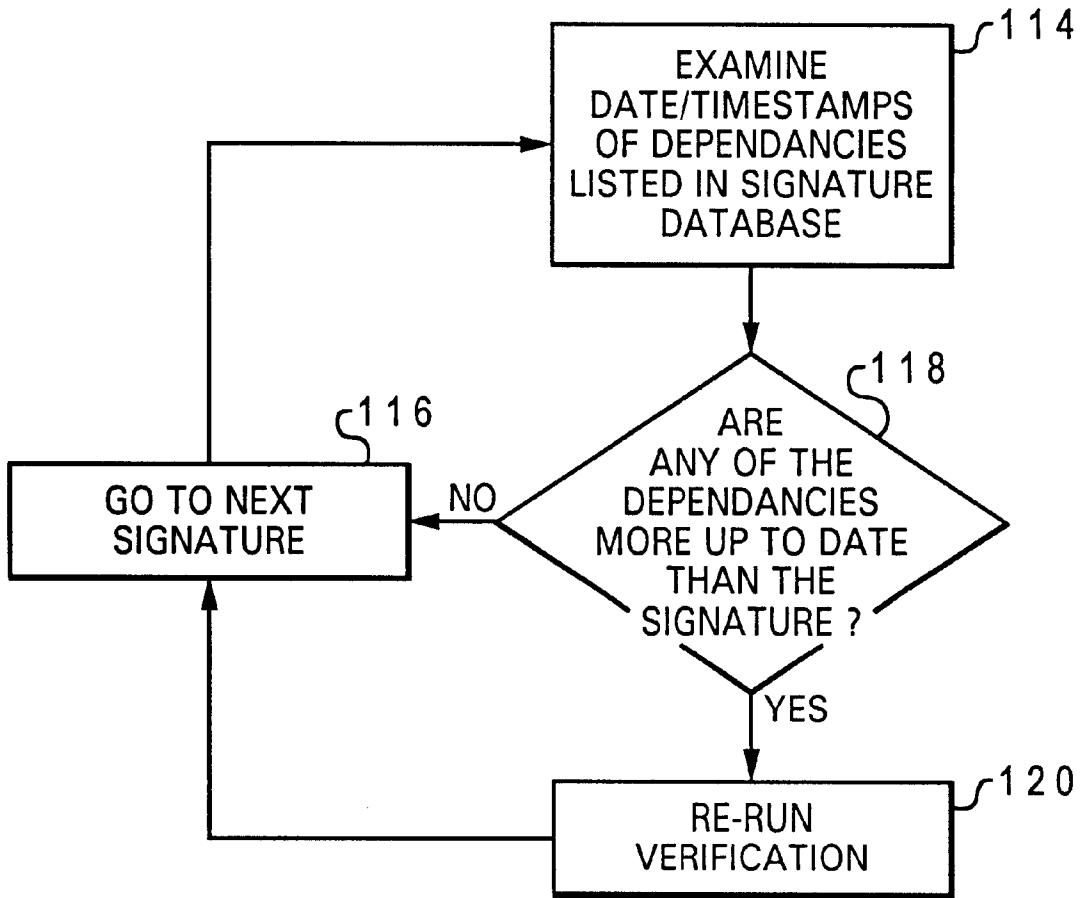 114
EXAMINE
DATE/TIMESTAMPS
OF DEPENDANCIES
LISTED IN SIGNATURE
DATABASE
118
ARE
ANY OF THE
DEPENDANCIES
MORE UP TO DATE
THAN THE
SIGNATURE ?
116
GO TO NEXT
SIGNATURE
NO
YES
120
RE-RUN
VERIFICATION